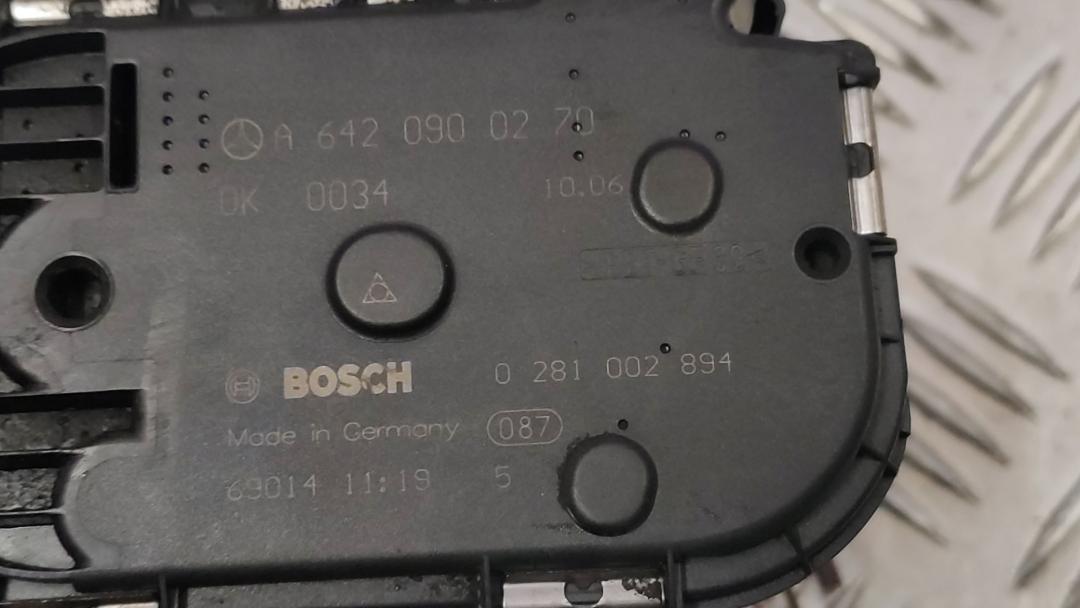 A 642 090 02 70
OK 0034 10.06
BOSCH 0 281 002 894
Made in Germany 087
69014 11:19 5